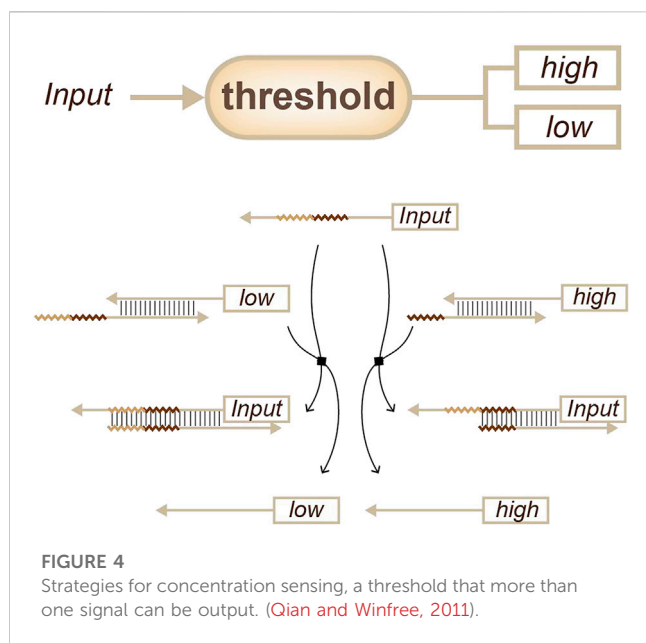 Input
threshold
high
low
Input
low
high
Input
Input
low
high
FIGURE 4
Strategies for concentration sensing, a threshold that more than
one signal can be output. (Qian and Winfree, 2011).